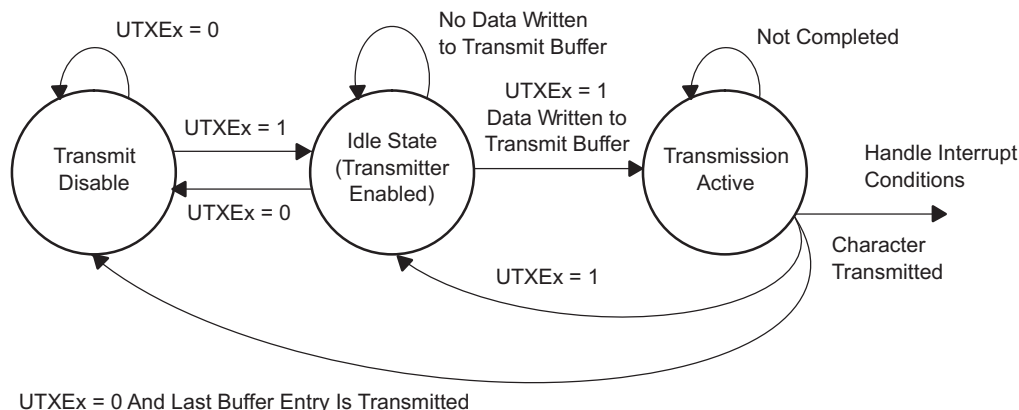 UTXEx = 0
No Data Written
to Transmit Buffer
Not Completed
UTXEx = 1
Data Written to
Transmit Buffer
UTXEx = 1
Transmit
Disable
Idle State
(Transmitter
Enabled)
Transmission
Active
Handle Interrupt
Conditions
UTXEx = 0
Character
Transmitted
UTXEx = 1
UTXEx = 0 And Last Buffer Entry Is Transmitted